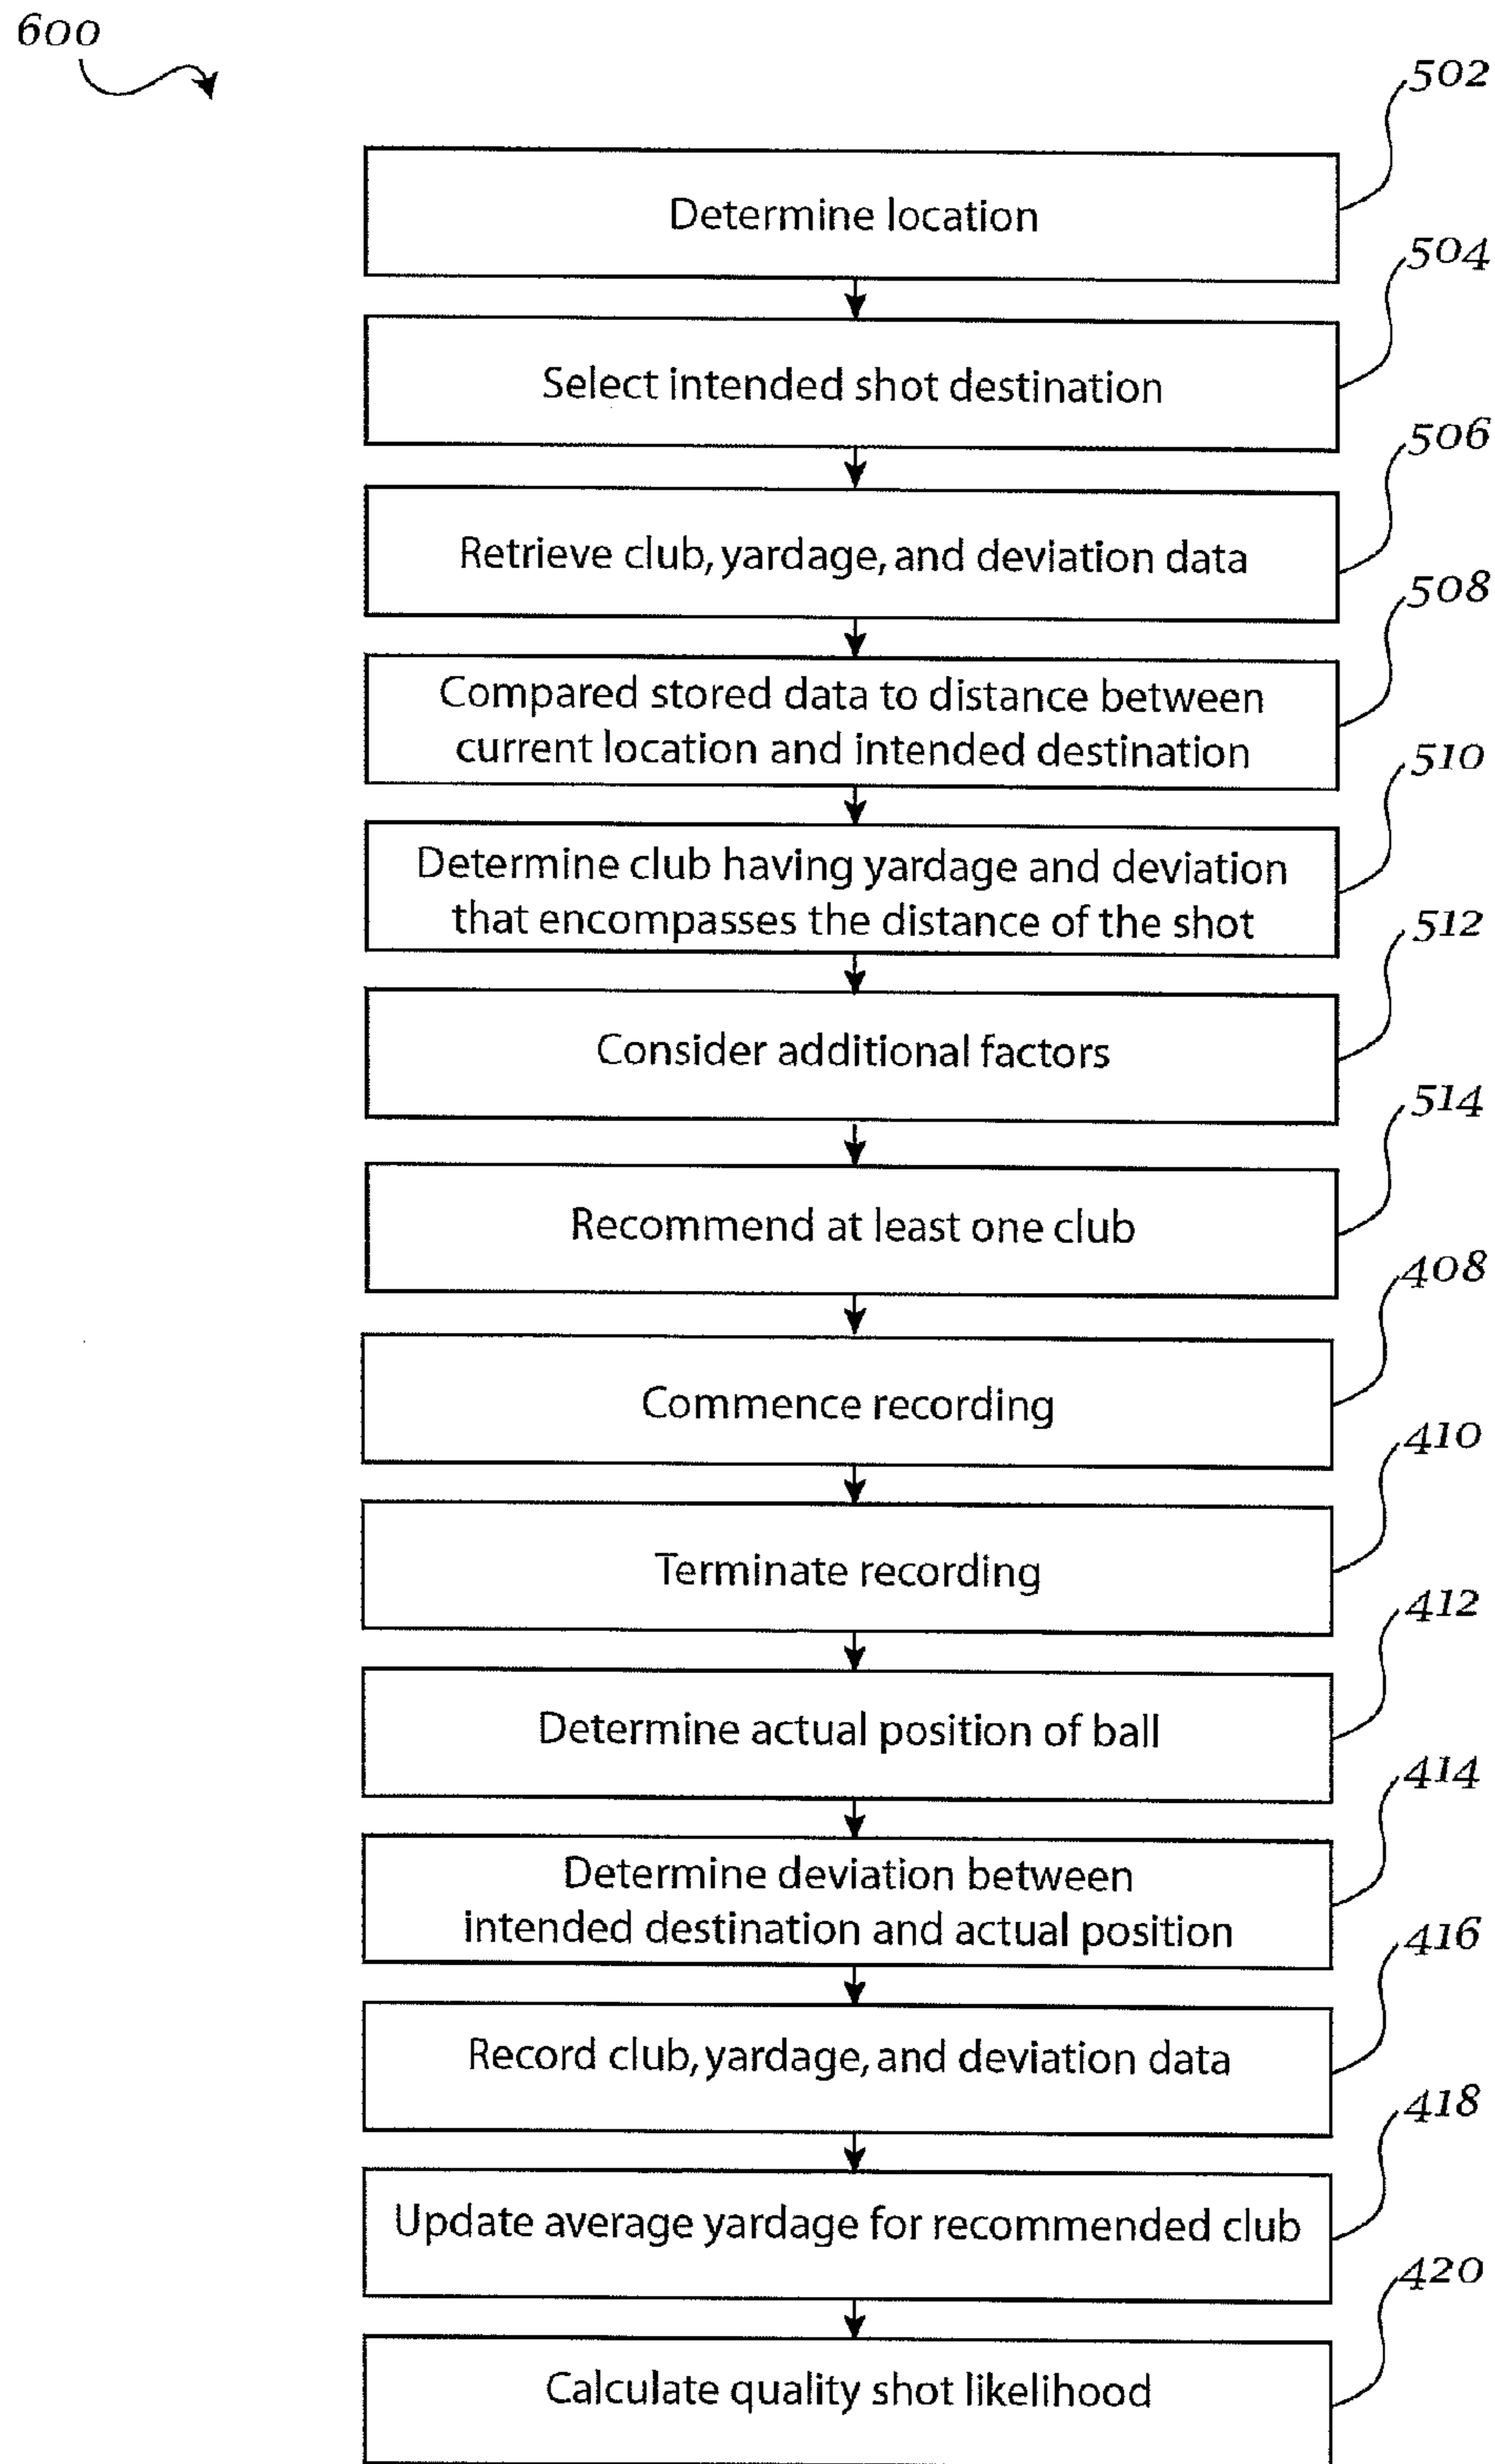 600
502
Determine location
504
Select intended shot destination
506
Retrieve club, yardage, and deviation data
508
Compared stored data to distance between
current location and intended destination
510
Determine club having yardage and deviation
that encompasses the distance of the shot
512
Consider additional factors
514
Recommend at least one club
408
Commence recording
410
Terminate recording
412
Determine actual position of ball
414
Determine deviation between
intended destination and actual position
416
Record club, yardage, and deviation data
418
Update average yardage for recommended club
420
Calculate quality shot likelihood